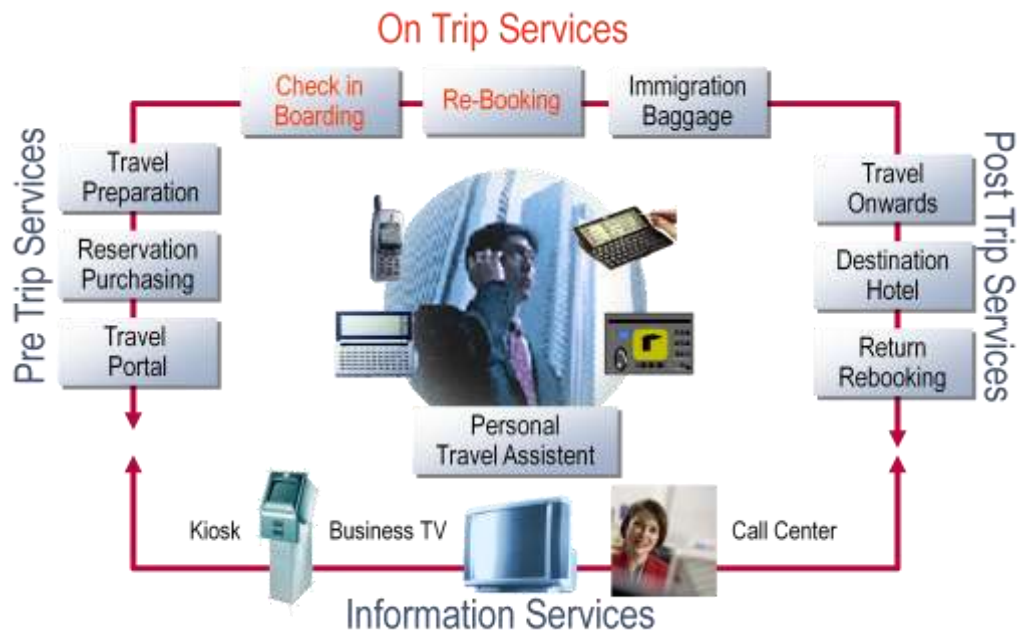 On Trip Services
Check in
Boarding
Re-Booking
Immigration
Baggage
Pre Trip Services
Travel
Preparation
Reservation
Purchasing
Travel
Portal
Post Trip Services
Travel
Onwards
Destination
Hotel
Return
Rebooking
Personal
Travel Assistent
Kiosk
Business TV
Call Center
Information Services